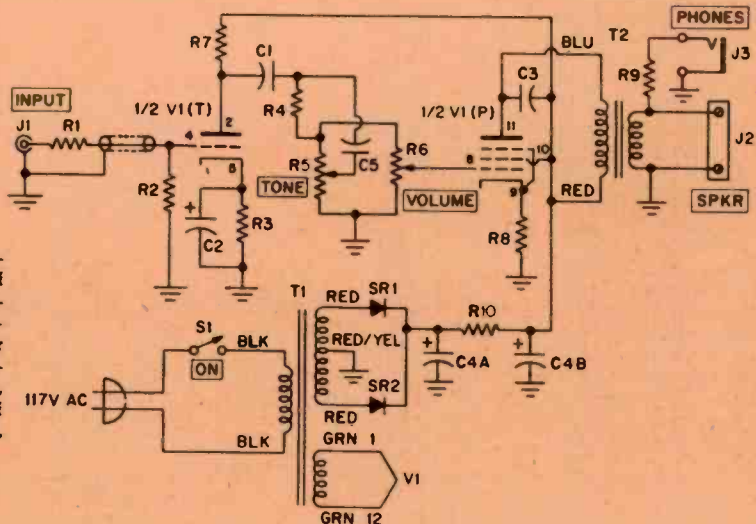 PHONES
R7
C1
T2
BLU
J3
R9
C3
INPUT
1/2 V1 (T)
R4
1/2 V1 (P)
2
11
J1
R1
4
10
J2
8
R5
C5
R6
8
R2
TONE
9
RED
VOLUME
SPKR
C2
R3
R8
T1
RED
SR1
S1
BLK
RED/YEL
R10
ON
C4A
C4B
117V AC
SR2
RED
BLK
GRN 1
V1
GRN 12